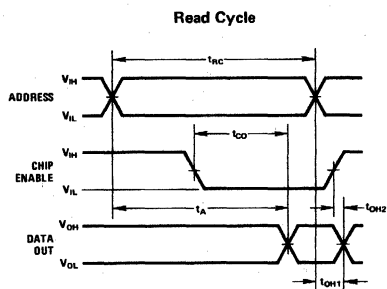 Read Cycle
tRC
VIH
ADDRESS
VIL
tCO
VIH
CHIP
ENABLE
VIL
tA
tOH2
VOH
DATA
OUT
VOL
tOH1